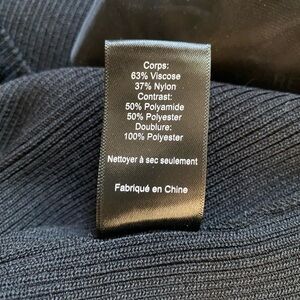 Corps:
63% Viscose
37% Nylon
Contrast:
50% Polyamide
50% Polyester
Doublure:
100% Polyester
Nettoyer à sec seulement
Fabriqué en Chine